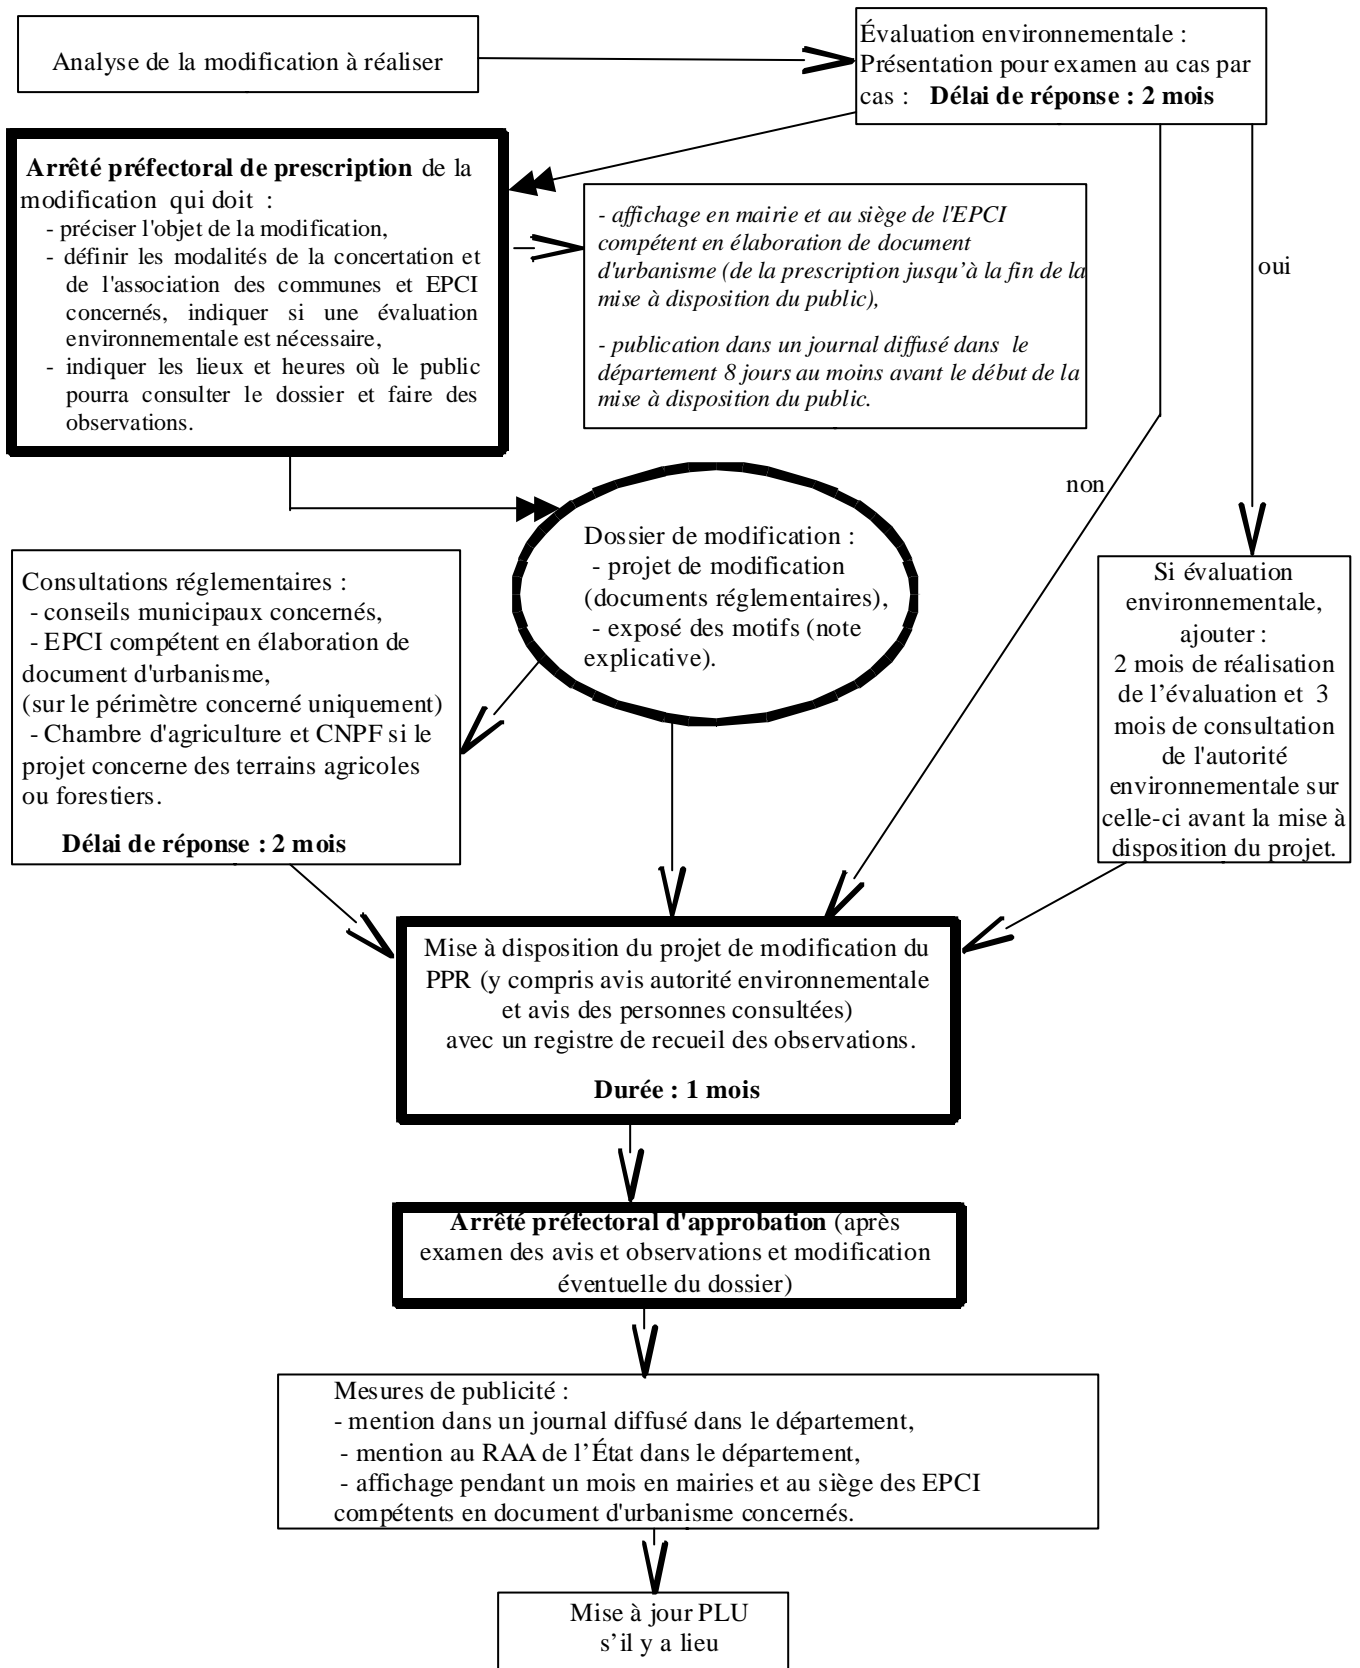 Analyse de la modification à réaliser
Évaluation environnementale :
Présentation pour examen au cas par
cas : Délai de réponse : 2 mois
Arrêté préfectoral de prescription de la
modification qui doit :
- préciser l'objet de la modification,
- définir les modalités de la concertation et
de l'association des communes et EPCI
concernés, indiquer si une évaluation
environnementale est nécessaire,
- indiquer les lieux et heures où le public
pourra consulter le dossier et faire des
observations.
- affichage en mairie et au siège de l'EPCI
compétent en élaboration de document
d'urbanisme (de la prescription jusqu'à la fin de la
mise à disposition du public),
- publication dans un journal diffusé dans le
département 8 jours au moins avant le début de la
mise à disposition du public.
oui
non
Dossier de modification :
- projet de modification
(documents réglementaires),
- exposé des motifs (note
explicative).
Consultations réglementaires :
- conseils municipaux concernés,
- EPCI compétent en élaboration de
document d'urbanisme,
(sur le périmètre concerné uniquement)
- Chambre d'agriculture et CNPF si le
projet concerne des terrains agricoles
ou forestiers.
Délai de réponse : 2 mois
Si évaluation
environnementale,
ajouter :
2 mois de réalisation
de l’évaluation et 3
mois de consultation
de l'autorité
environnementale sur
celle-ci avant la mise à
disposition du projet.
Mise à disposition du projet de modification du
PPR (y compris avis autorité environnementale
et avis des personnes consultées)
avec un registre de recueil des observations.
Durée : 1 mois
Arrêté préfectoral d'approbation (après
examen des avis et observations et modification
éventuelle du dossier)
Mesures de publicité :
- mention dans un journal diffusé dans le département,
- mention au RAA de l’État dans le département,
- affichage pendant un mois en mairies et au siège des EPCI
compétents en document d'urbanisme concernés.
Mise à jour PLU
s’il y a lieu